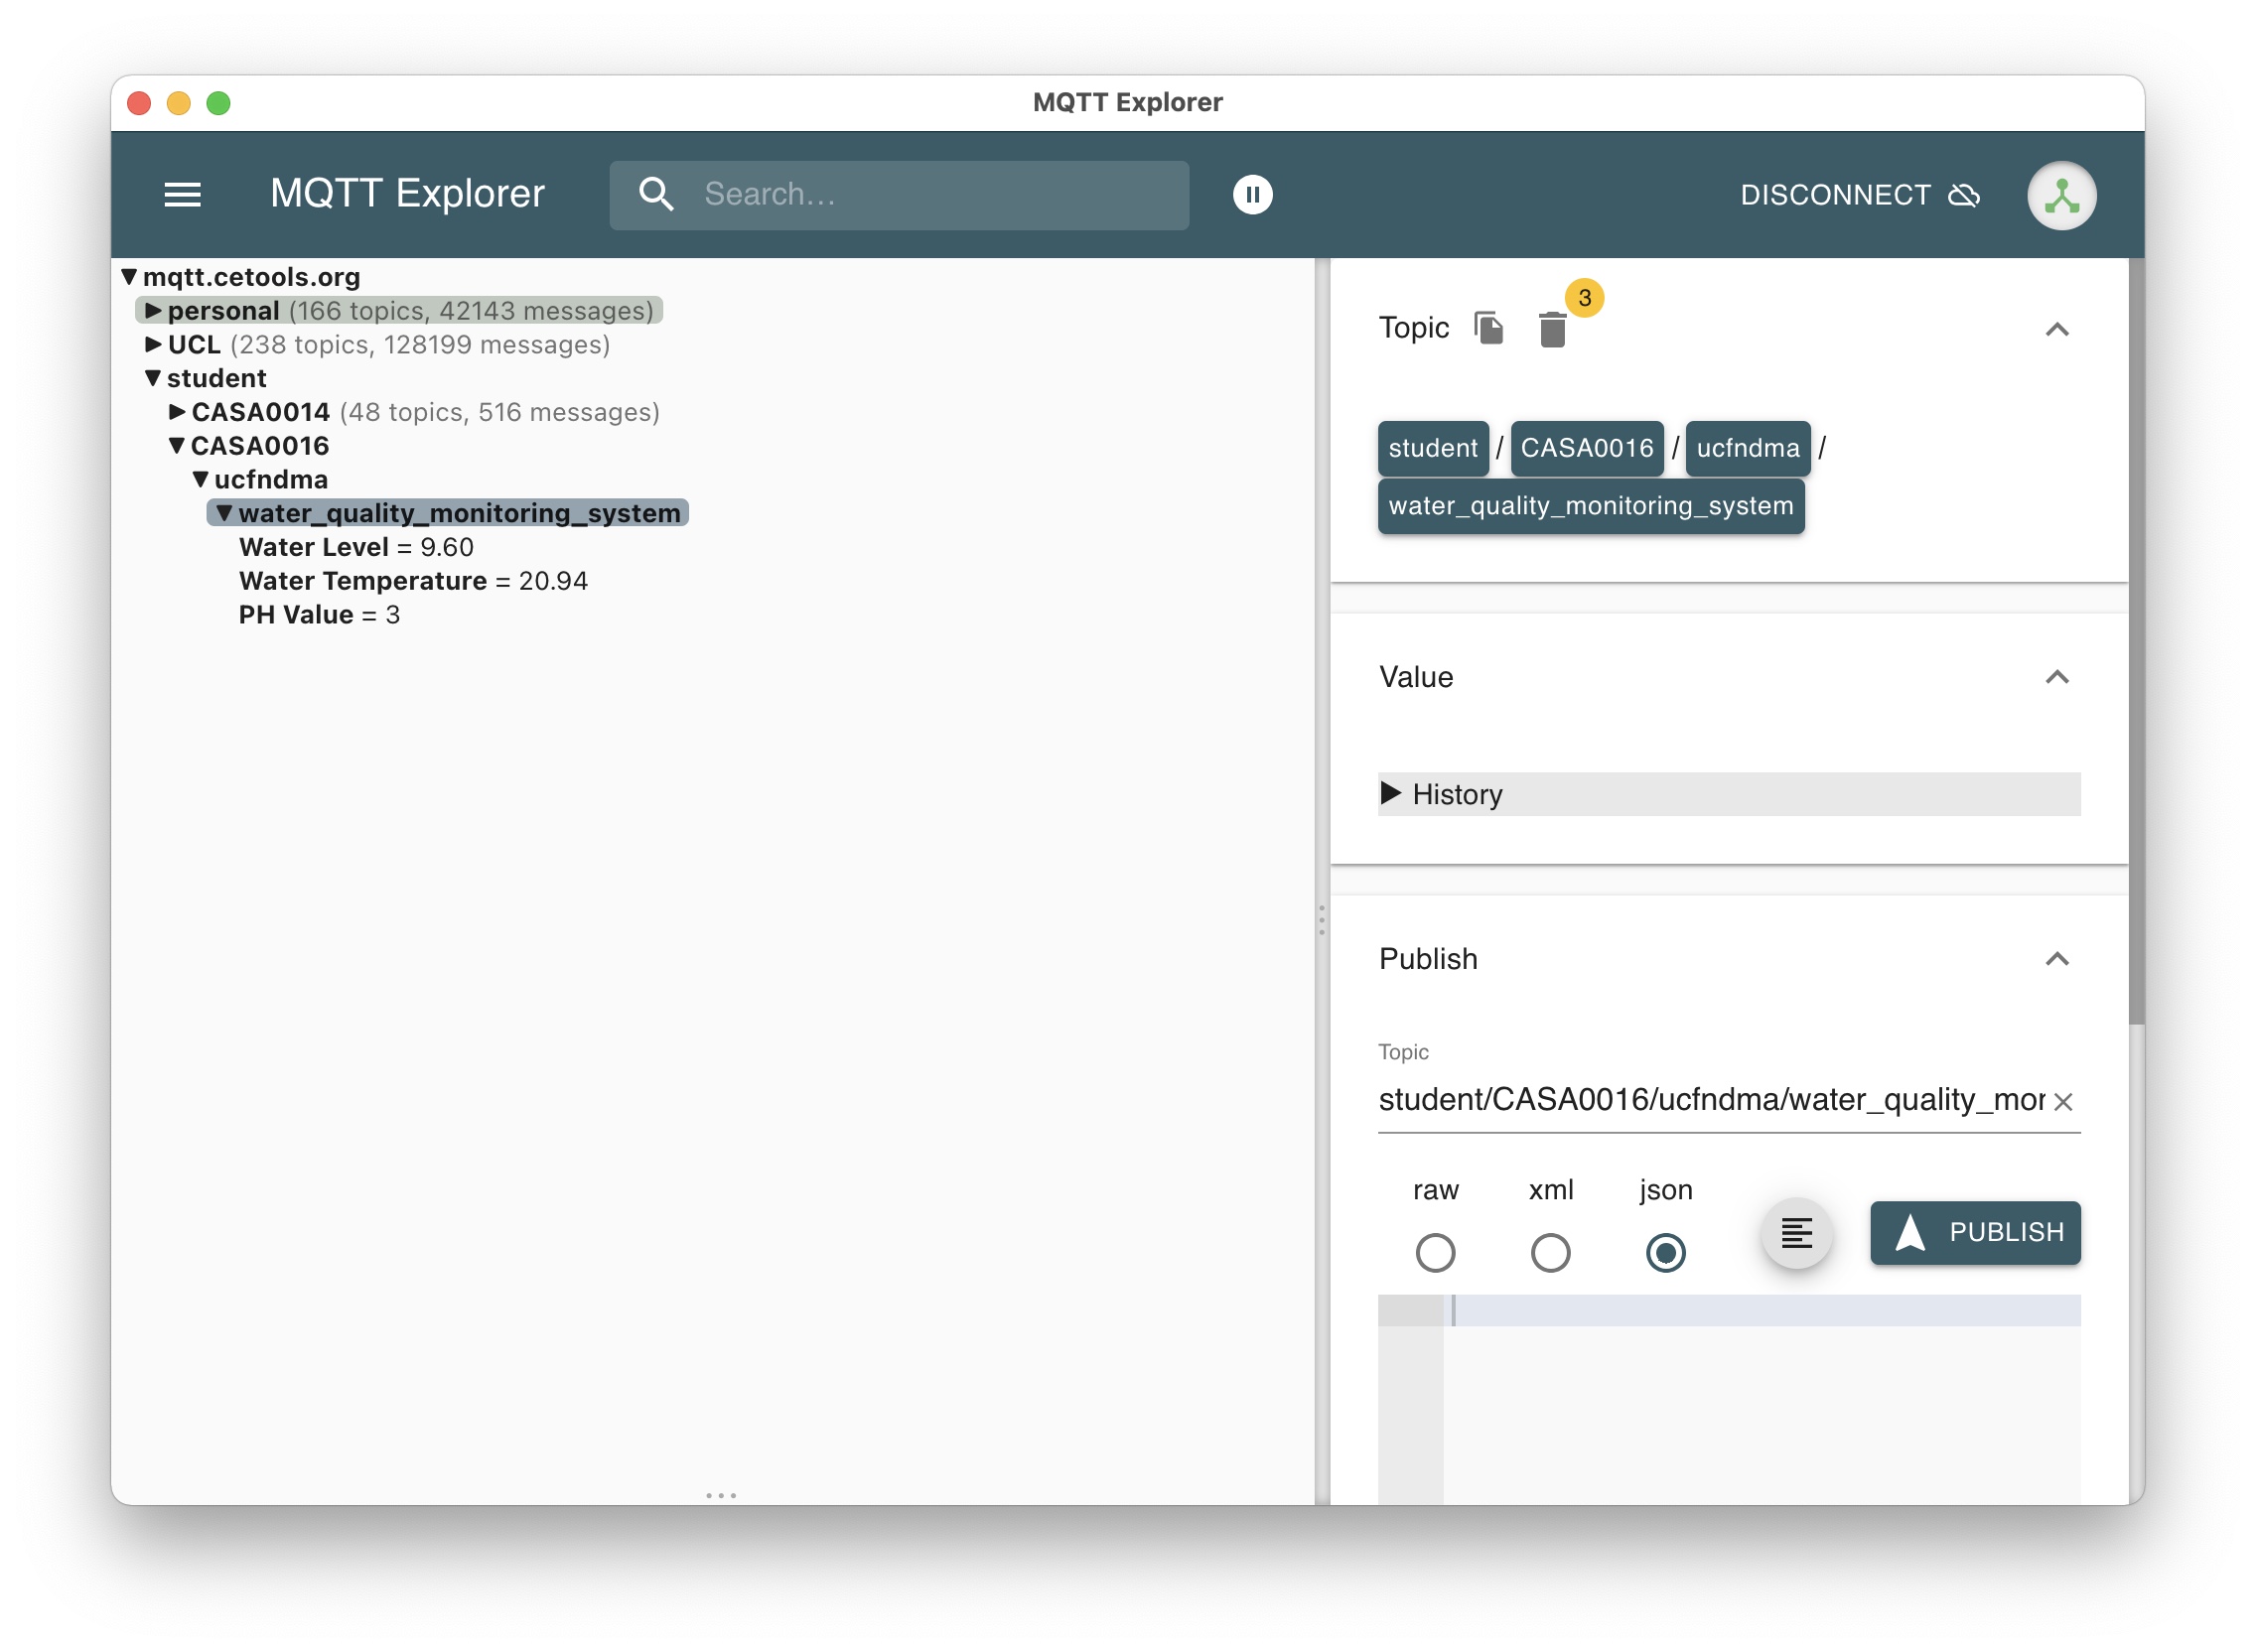 MQTT Explorer
MQTT Explorer
Search...
DISCONNECT
mqtt.cetools.org
personal (166 topics, 42143 messages)
UCL (238 topics, 128199 messages)
student
CASA0014 (48 topics, 516 messages)
CASA0016
ucfndma
water_quality_monitoring_system
Water Level = 9.60
Water Temperature = 20.94
PH Value = 3
Topic 3
student / CASA0016 / ucfndma /
water_quality_monitoring_system
Value
History
Publish
Topic
student/CASA0016/ucfndma/water_quality_mor
raw xml json
PUBLISH